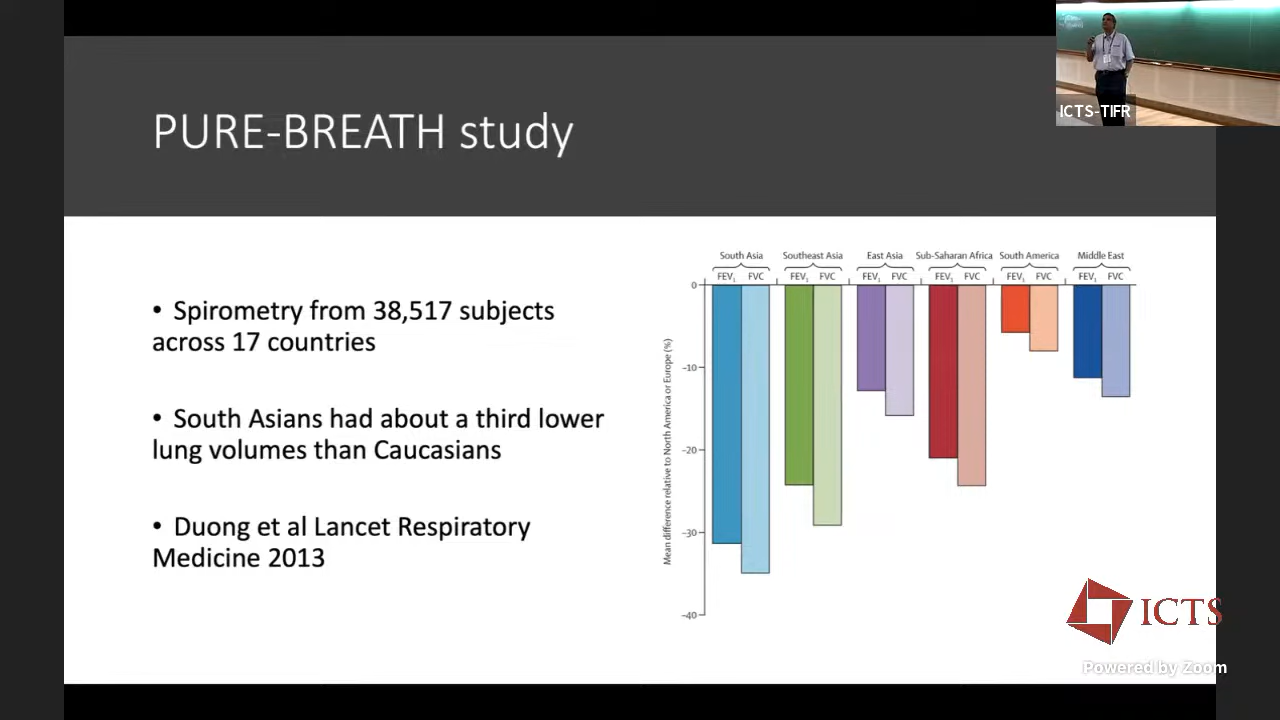 ICTS-TIFR
PURE-BREATH study
• Spirometry from 38,517 subjects
across 17 countries
• South Asians had about a third lower
lung volumes than Caucasians
• Duong et al Lancet Respiratory
Medicine 2013
South Asia Southeast Asia East Asia Sub-Saharan Africa South America Middle East
FEV₁ FVC FEV₁ FVC FEV₁ FVC FEV₁ FVC FEV₁ FVC FEV₁ FVC
0
−10
−20
−30
−40
Mean difference relative to North America or Europe (%)
ICTS
Powered by Zoom